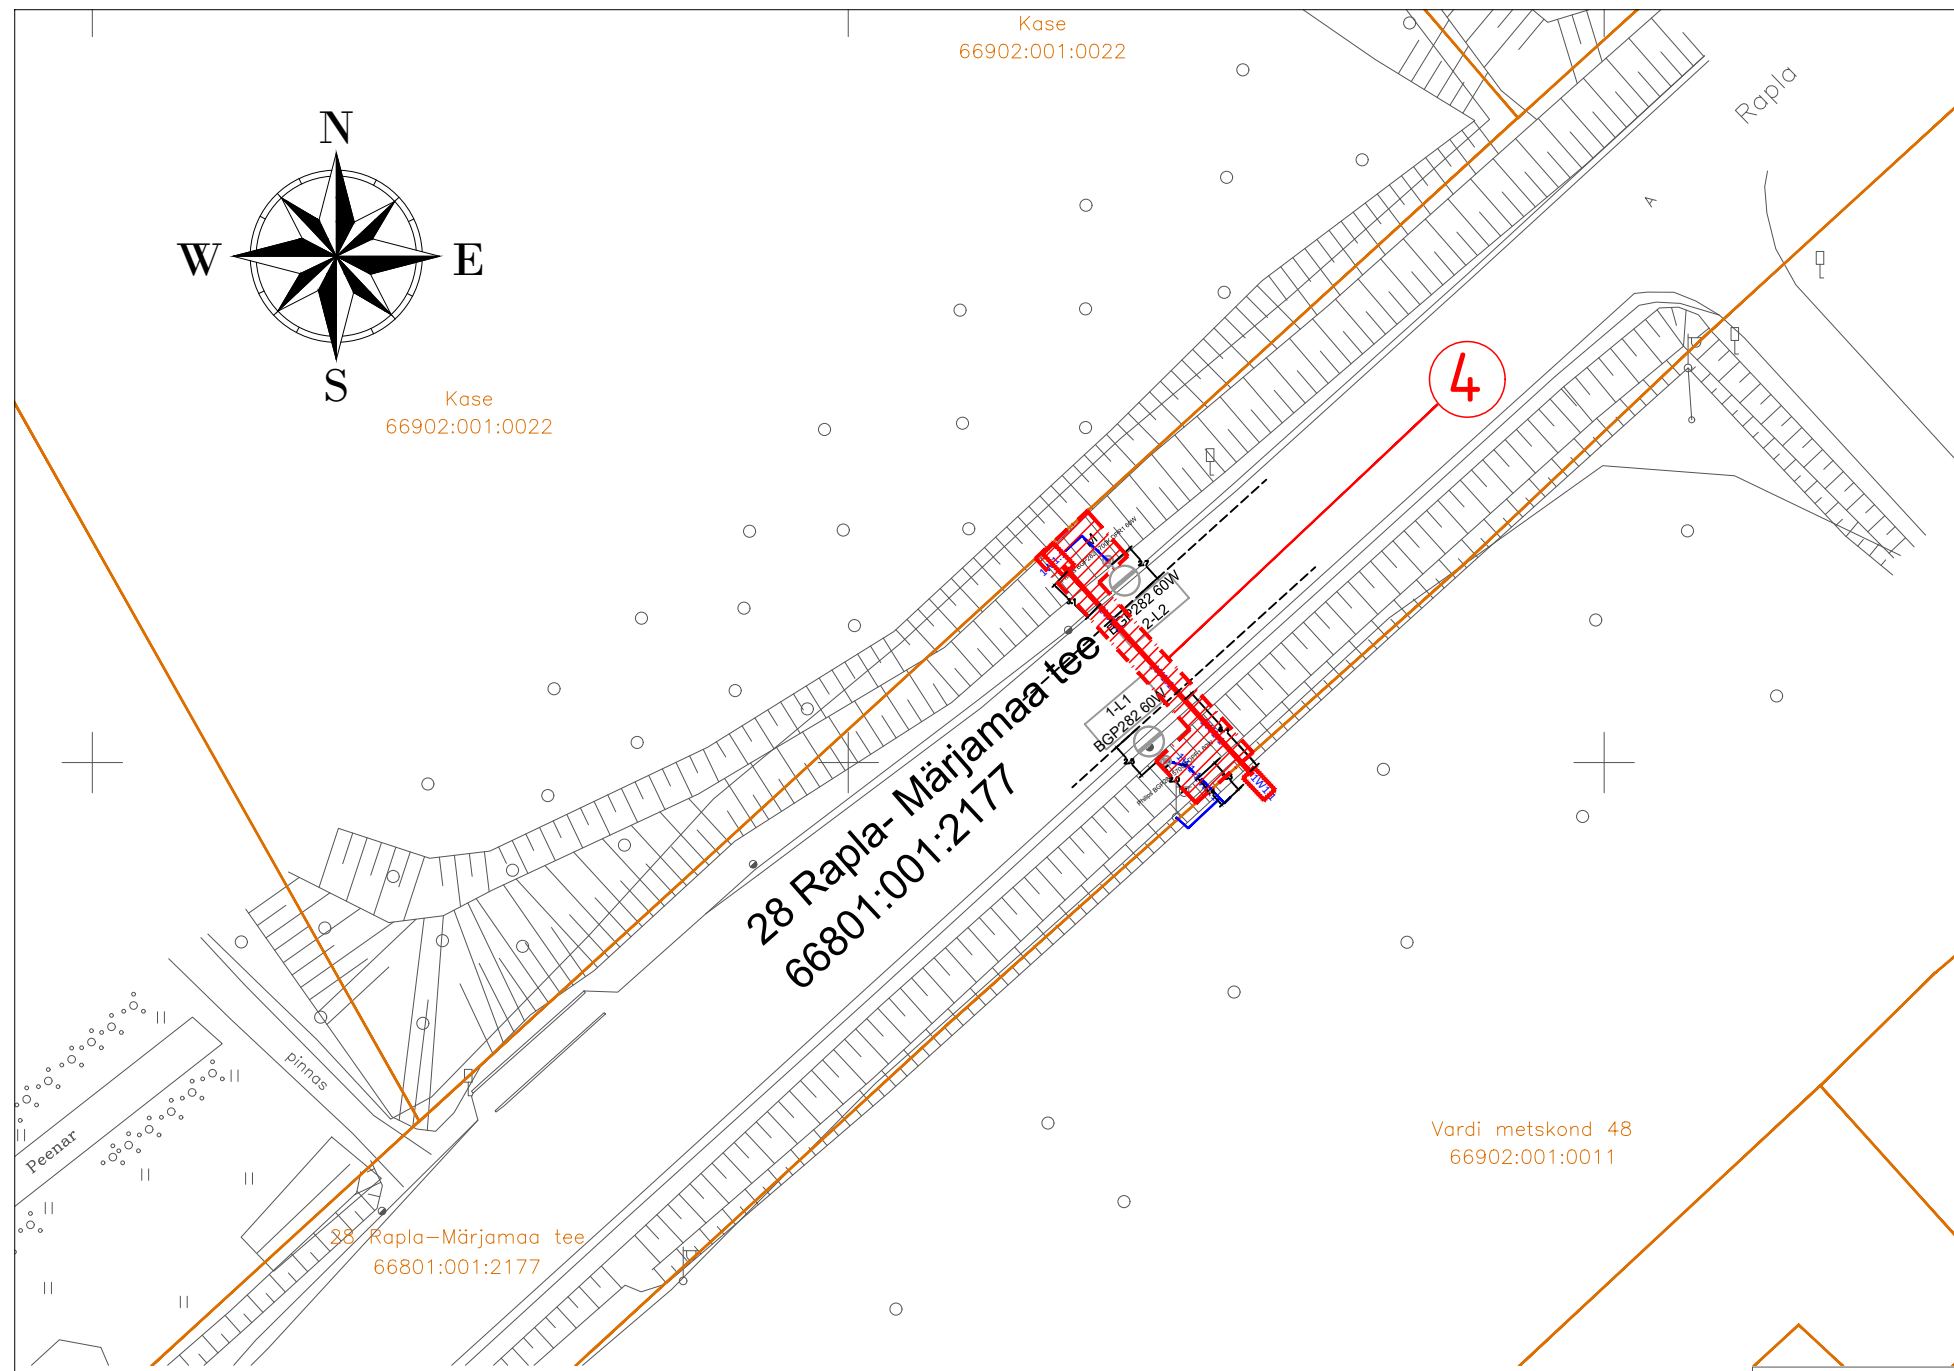 Kase
66902:001:0022
Rapla
N
W
E
S
A
4
Kase
66902:001:0022
BGP282 60W
2-L2
1-L1
BGP282 60W
28 Rapla- Märjamaa tee
66801:001:2177
pinnas
Peenar
Vardi metskond 48
66902:001:0011
28 Rapla-Märjamaa tee
66801:001:2177